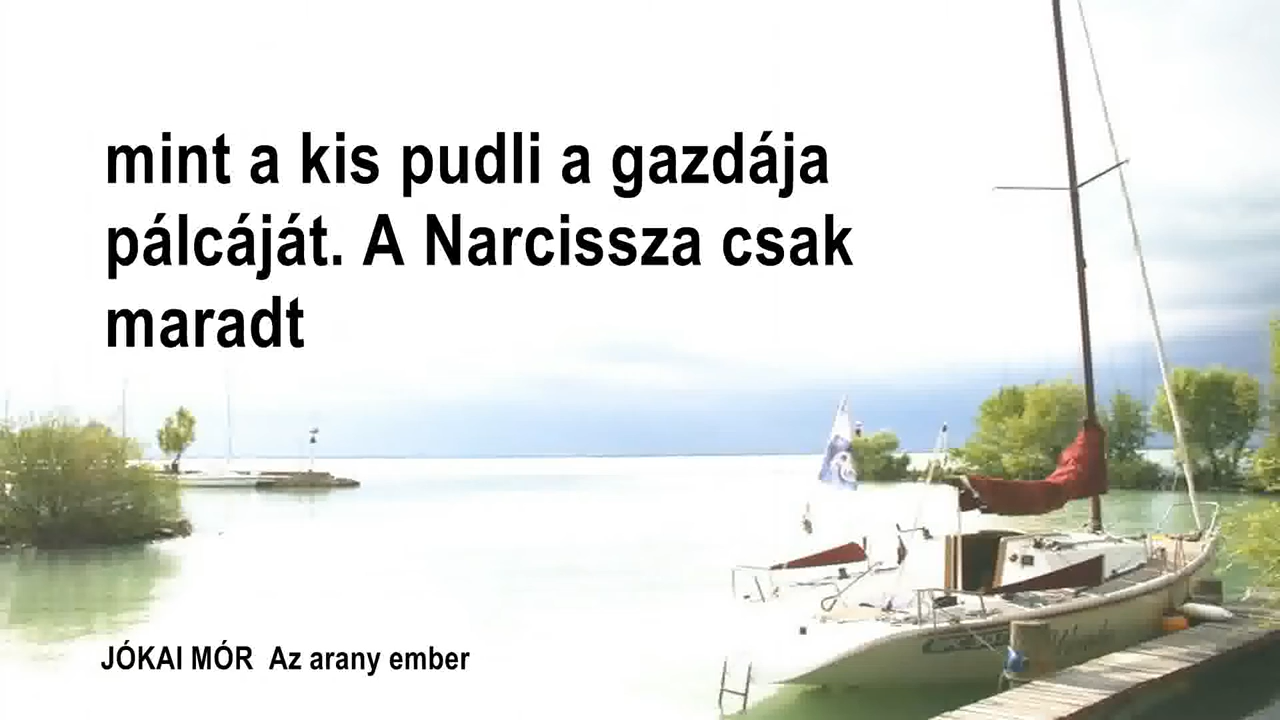 mint a kis pudli a gazdája
pálcáját. A Narcissza csak
maradt
JÓKAI MÓR Az arany ember